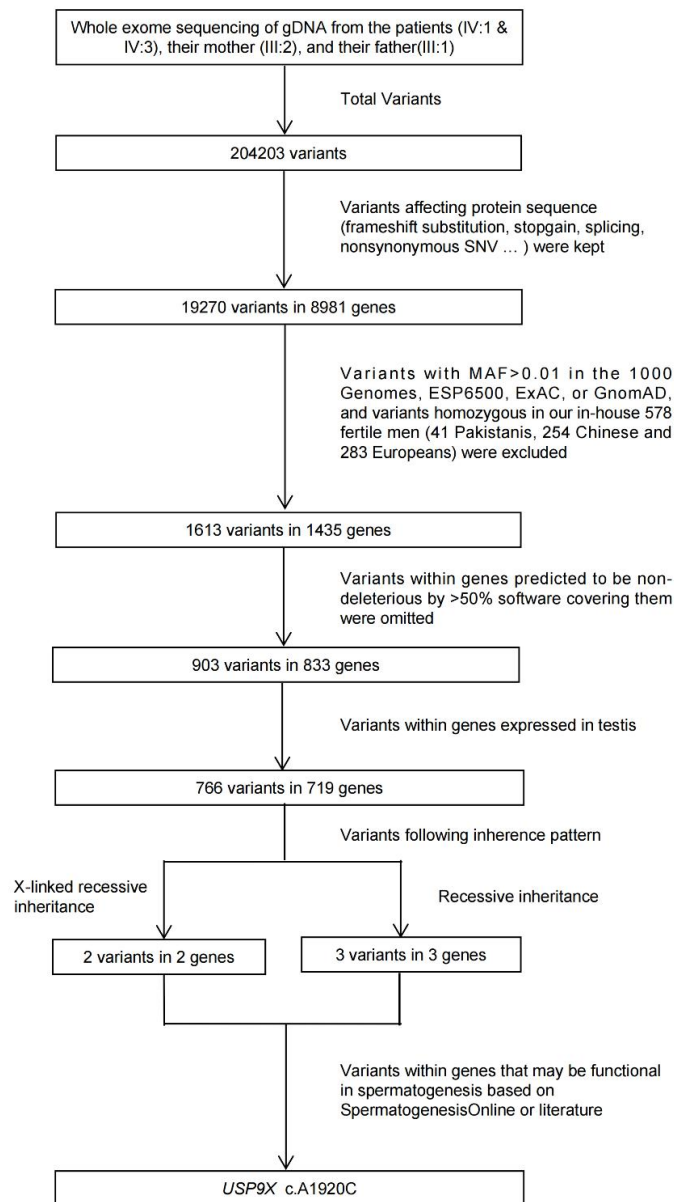 Whole exome sequencing of gDNA from the patients (IV:1 &
IV:3), their mother (III:2), and their father(III:1)
Total Variants
204203 variants
Variants affecting protein sequence
(frameshift substitution, stopgain, splicing,
nonsynonymous SNV ... ) were kept
19270 variants in 8981 genes
Variants with MAF>0.01 in the 1000
Genomes, ESP6500, ExAC, or GnomAD,
and variants homozygous in our in-house 578
fertile men (41 Pakistanis, 254 Chinese and
283 Europeans) were excluded
1613 variants in 1435 genes
Variants within genes predicted to be non-
deleterious by >50% software covering them
were omitted
903 variants in 833 genes
Variants within genes expressed in testis
766 variants in 719 genes
Variants following inherence pattern
X-linked recessive
inheritance
Recessive inheritance
2 variants in 2 genes
3 variants in 3 genes
Variants within genes that may be functional
in spermatogenesis based on
SpermatogenesisOnline or literature
USP9X c.A1920C